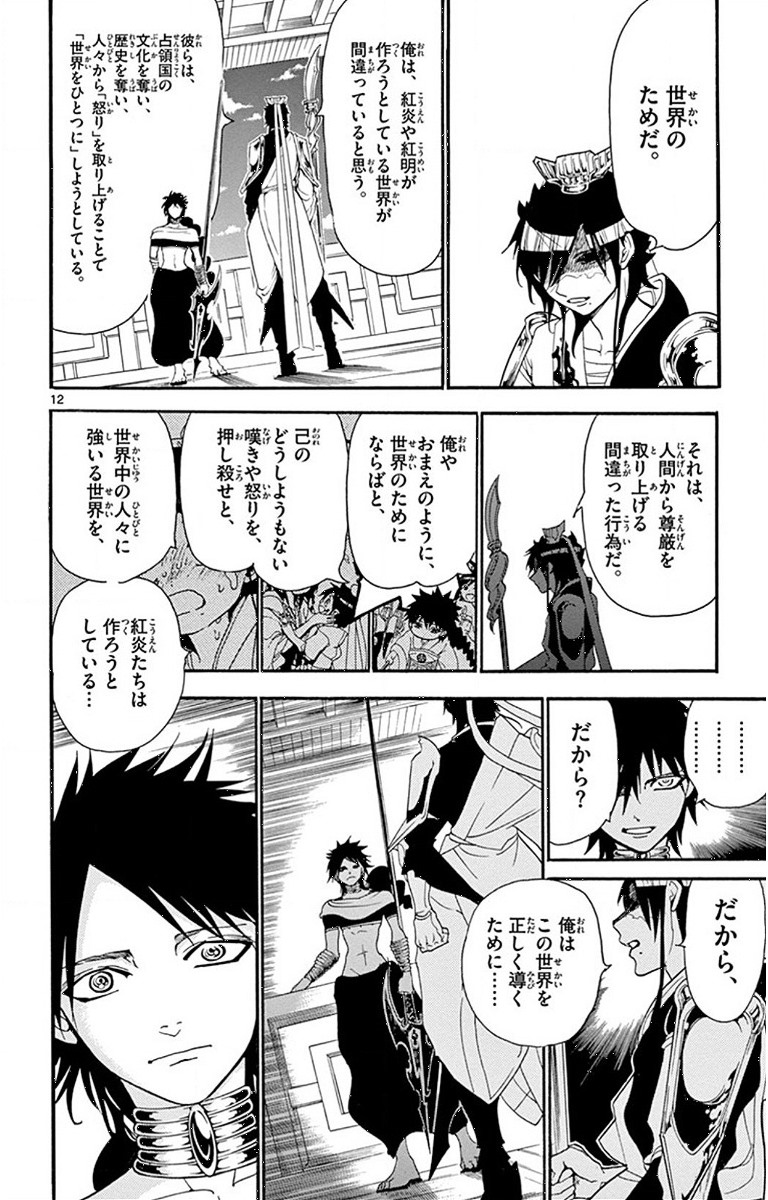 世界の
ためだ。
俺は、紅炎や紅明が
作ろうとしている世界が
間違っていると思う。
彼らは、
占領国の
文化を奪い、
歴史を奪い、
人々から「怒り」を取り上げることで
「世界をひとつに」しようとしている。
12
それは、
人間から尊厳を
取り上げる
間違った行為だ。
俺や
おまえのように、
世界のために
ならばと、
己の
どうしようもない
嘆きや怒りを、
押し殺せと、
世界中の人々に
強いる世界を、
紅炎たちは
作ろうと
している…
………
………
だから?
だから、
俺は
この世界を
正しく導く
ために……